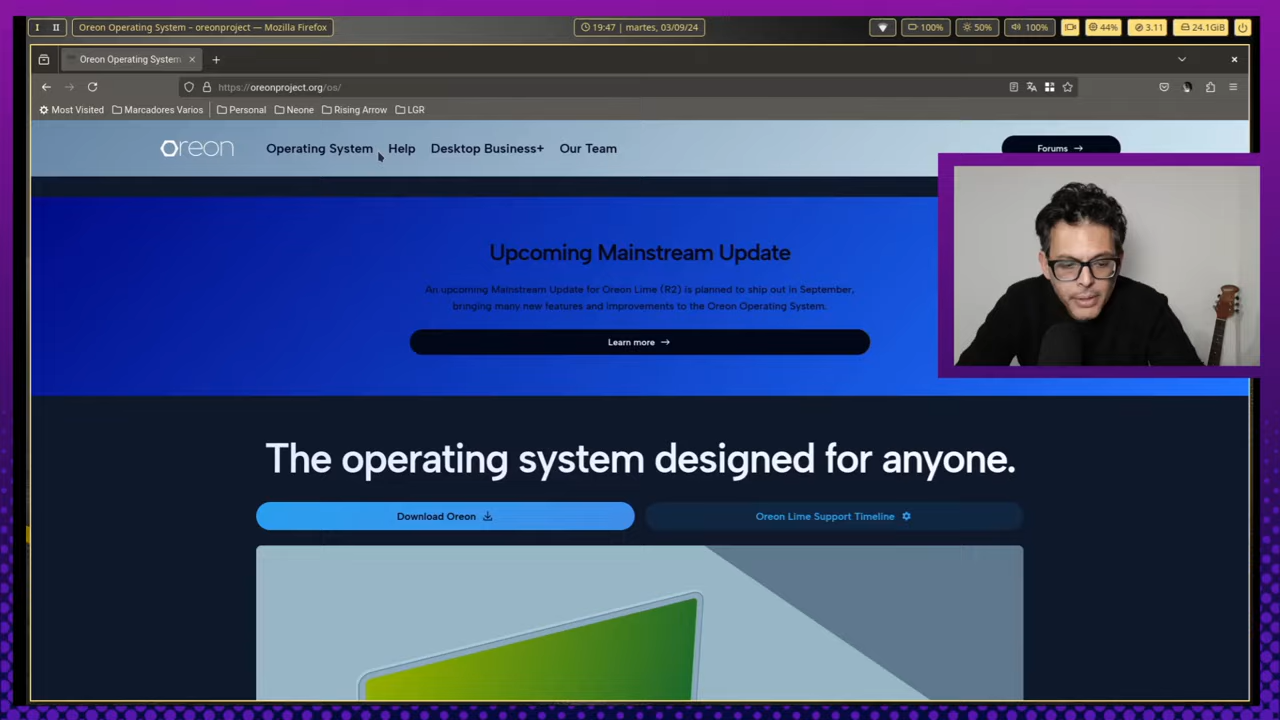 I II
Oreon Operating System – oreonproject — Mozilla Firefox
19:47 | martes, 03/09/24
100%
50%
100%
44%
3.11
24.1GiB
Oreon Operating System
https://oreonproject.org/os/
Most Visited
Marcadores Varios
Personal
Neone
Rising Arrow
LGR
Oreon
Operating System
Help
Desktop Business+
Our Team
Forums →
Upcoming Mainstream Update
An upcoming Mainstream Update for Oreon Lime (R2) is planned to ship out in September,
bringing many new features and improvements to the Oreon Operating System.
Learn more →
The operating system designed for anyone.
Download Oreon
Oreon Lime Support Timeline